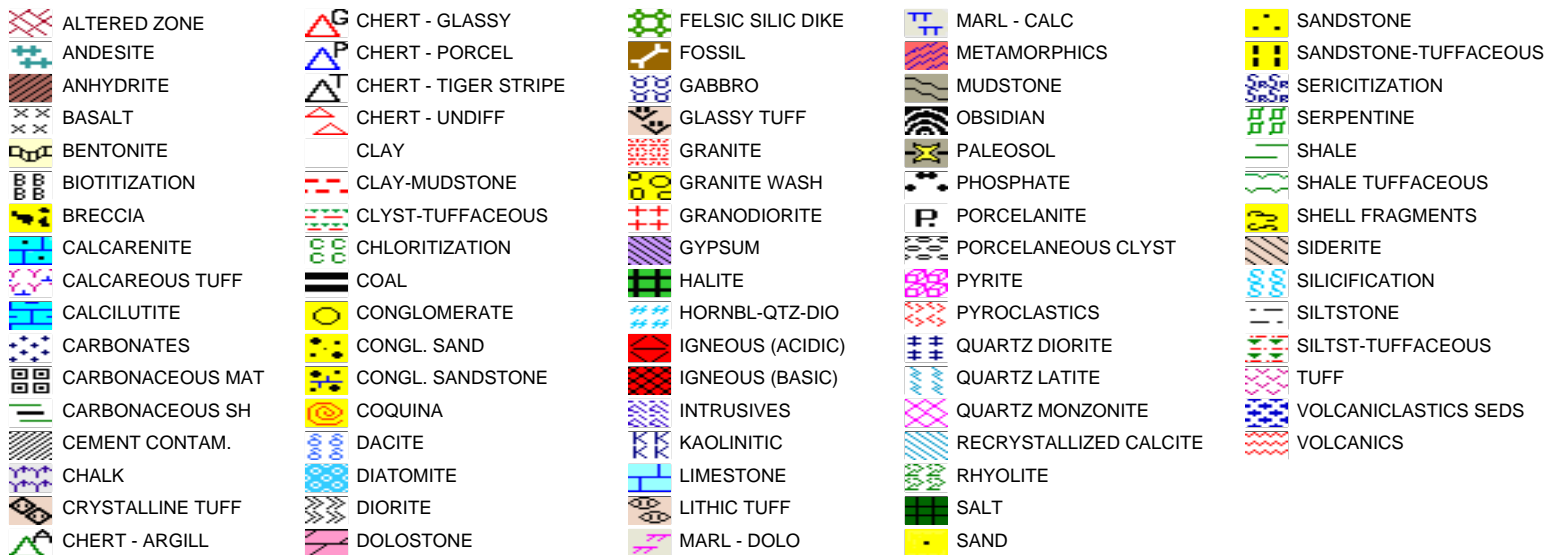 ALTERED ZONE
ANDESITE
ANHYDRITE
BASALT
BENTONITE
BIOTITIZATION
BRECCIA
CALCARENITE
CALCAREOUS TUFF
CALCILUTITE
CARBONATES
CARBONACEOUS MAT
CARBONACEOUS SH
CEMENT CONTAM.
CHALK
CRYSTALLINE TUFF
A CHERT - ARGILL
G CHERT - GLASSY
P CHERT - PORCEL
T CHERT - TIGER STRIPE
CHERT - UNDIFF
CLAY
CLAY-MUDSTONE
CLYST-TUFFACEOUS
CHLORITIZATION
COAL
CONGLOMERATE
CONGL. SAND
CONGL. SANDSTONE
COQUINA
DACITE
DIATOMITE
DIORITE
DOLOSTONE
FELSIC SILIC DIKE
FOSSIL
GABBRO
GLASSY TUFF
GRANITE
GRANITE WASH
GRANODIORITE
GYPSUM
HALITE
HORNBL-QTZ-DIO
IGNEOUS (ACIDIC)
IGNEOUS (BASIC)
INTRUSIVES
KAOLINITIC
LIMESTONE
LITHIC TUFF
MARL - DOLO
MARL - CALC
METAMORPHICS
MUDSTONE
OBSIDIAN
PALEOSOL
PHOSPHATE
P PORCELANITE
PORCELANEOUS CLYST
PYRITE
PYROCLASTICS
QUARTZ DIORITE
QUARTZ LATITE
QUARTZ MONZONITE
RECRYSTALLIZED CALCITE
RHYOLITE
SALT
SAND
SANDSTONE
SANDSTONE-TUFFACEOUS
SERICITIZATION
SERPENTINE
SHALE
SHALE TUFFACEOUS
SHELL FRAGMENTS
SIDERITE
SILICIFICATION
SILTSTONE
SILTST-TUFFACEOUS
TUFF
VOLCANICLASTICS SEDS
VOLCANICS